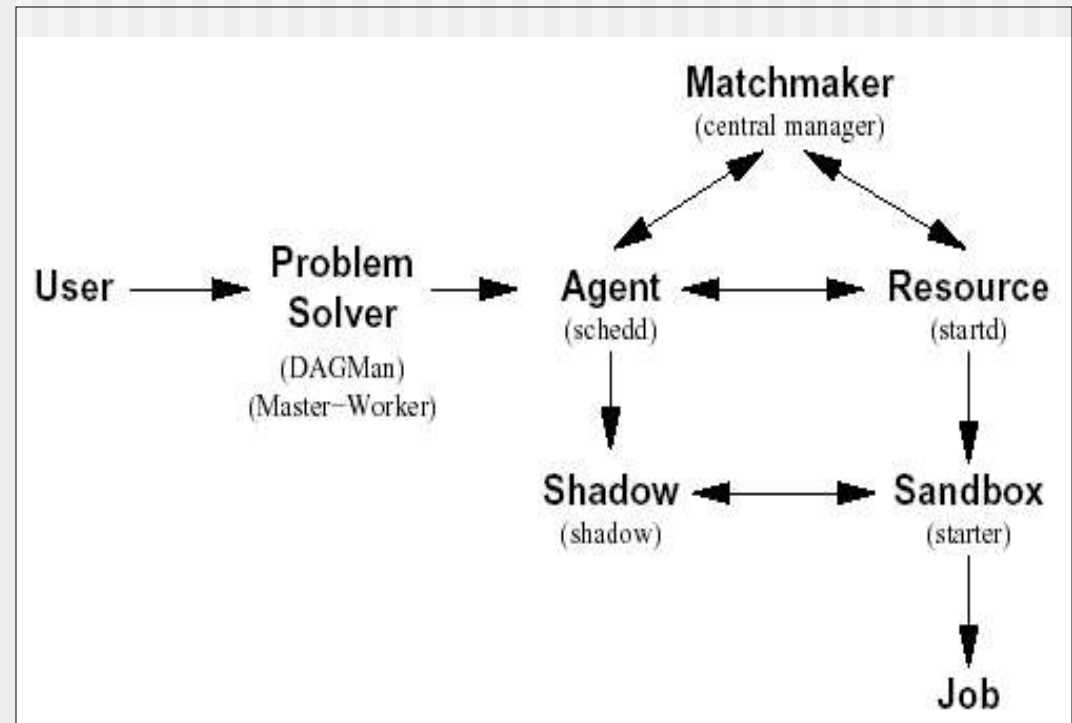 Matchmaker
(central manager)
User
Problem
Solver
(DAGMan)
(Master-Worker)
Agent
(schedd)
Resource
(startd)
Shadow
(shadow)
Sandbox
(starter)
Job